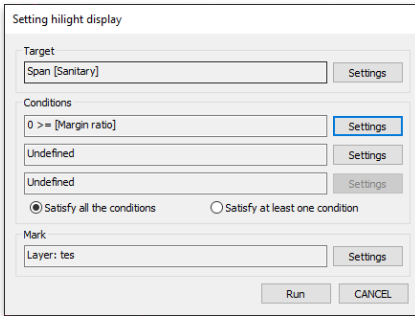 Setting hilight display
Target
Span [Sanitary]
Settings
Conditions
0 >= [Margin ratio]
Settings
Undefined
Settings
Undefined
Settings
Satisfy all the conditions
Satisfy at least one condition
Mark
Layer: tes
Settings
Run
CANCEL